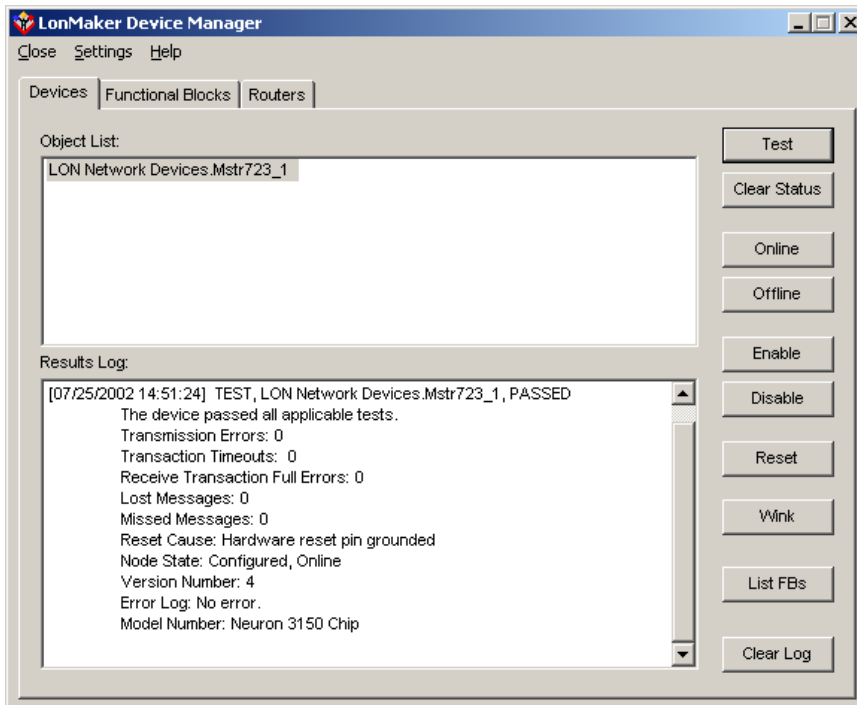 LonMaker Device Manager
Close Settings Help
Devices Functional Blocks Routers
Object List:
LON Network Devices.Mstr723_1
Test
Clear Status
Online
Offline
Enable
Disable
Reset
Wink
List FBs
Clear Log
Results Log:
[07/25/2002 14:51:24] TEST, LON Network Devices.Mstr723_1, PASSED
The device passed all applicable tests.
Transmission Errors: 0
Transaction Timeouts: 0
Receive Transaction Full Errors: 0
Lost Messages: 0
Missed Messages: 0
Reset Cause: Hardware reset pin grounded
Node State: Configured, Online
Version Number: 4
Error Log: No error.
Model Number: Neuron 3150 Chip